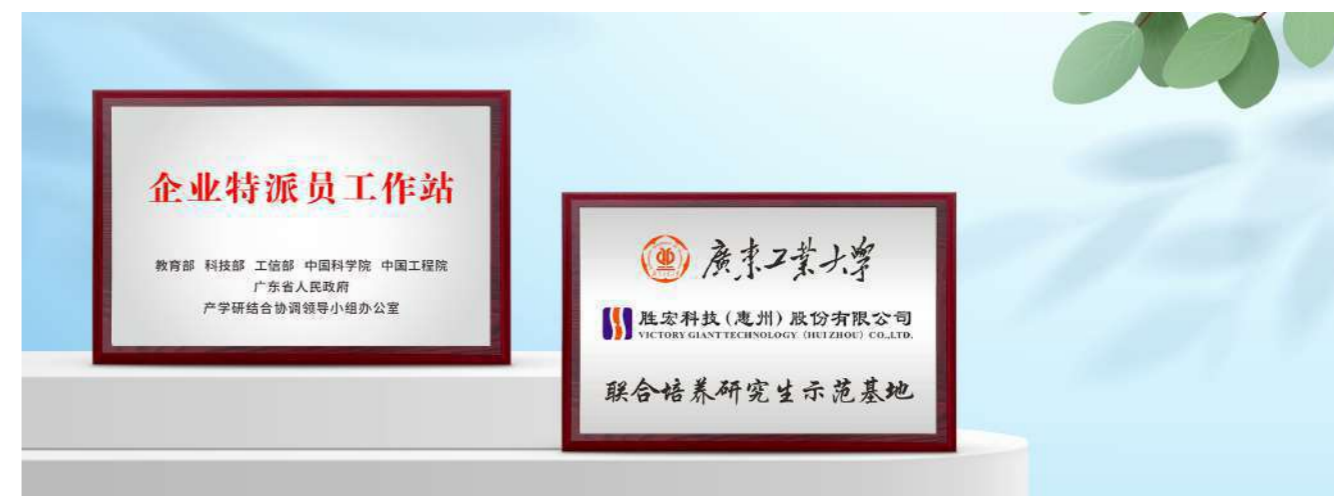 企业特派员工作站
教育部 科技部 工信部 中国科学院 中国工程院
广东省人民政府
产学研结合协调领导小组办公室
廣東工業大學
胜宏科技(惠州)股份有限公司
VICTORY GIANT TECHNOLOGY (HUIZHOU) CO.,LTD.
联合培养研究生示范基地